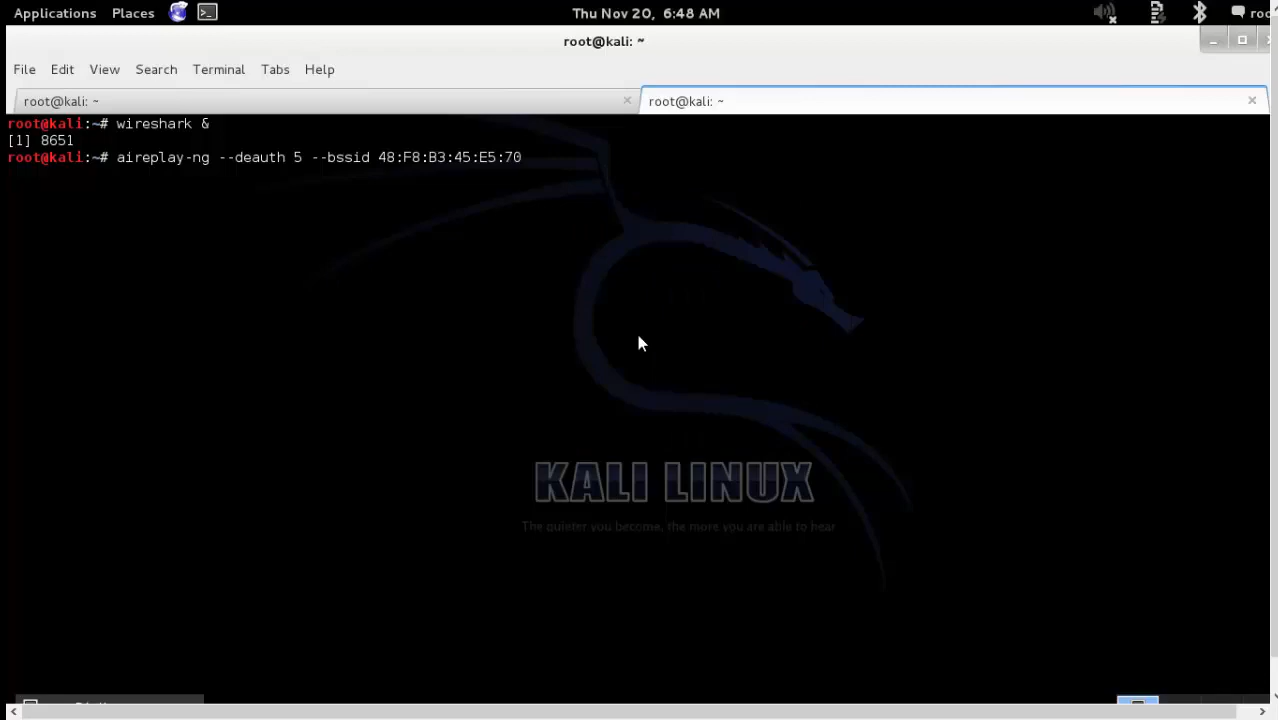 Applications Places Thu Nov 20, 6:48 AM roo
root@kali: ~
File Edit View Search Terminal Tabs Help
root@kali: ~ root@kali: ~
root@kali:~# wireshark &
[1] 8651
root@kali:~# aireplay-ng --deauth 5 --bssid 48:F8:B3:45:E5:70
KALI LINUX
The quieter you become, the more you are able to hear